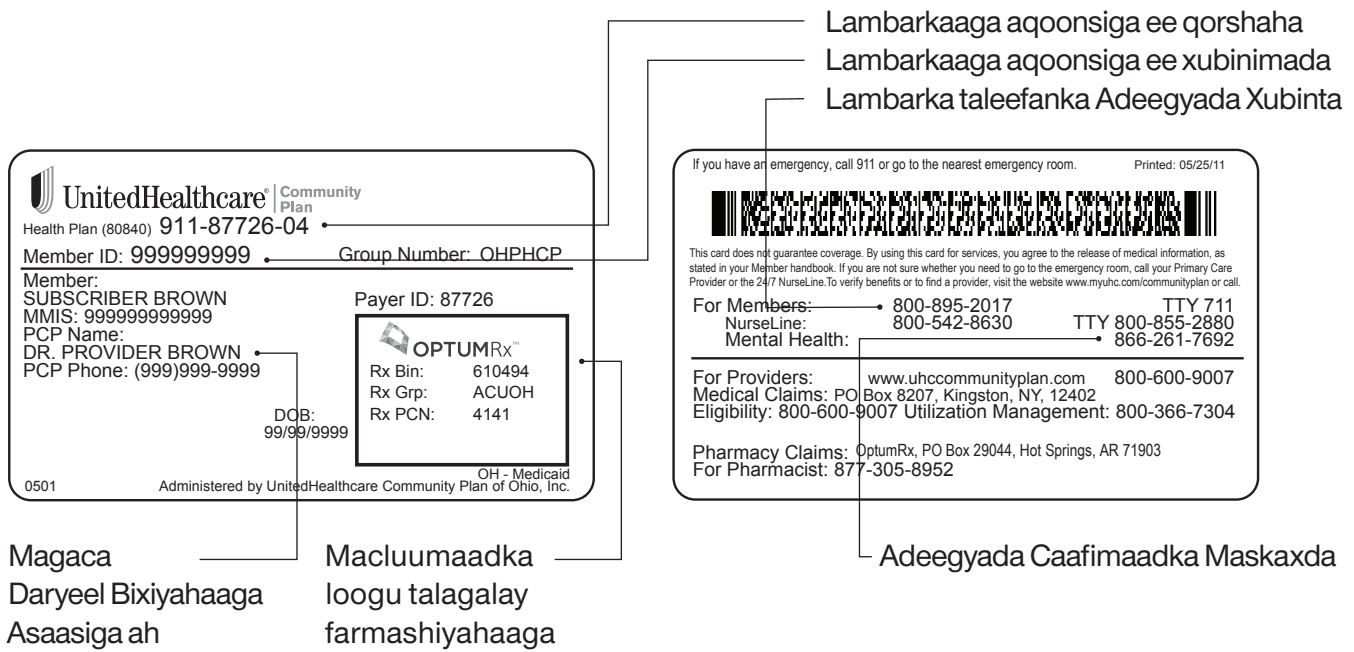 Lambarkaaga aqoonsiga ee qorshaha
Lambarkaaga aqoonsiga ee xubinimada
Lambarka taleefanka Adeegyada Xubinta
UnitedHealthcare® Community
Plan
Health Plan (80840) 911-87726-04
Member ID: 999999999 Group Number: OHPHCP
Member:
SUBSCRIBER BROWN
MMIS: 999999999999
PCP Name:
DR. PROVIDER BROWN
PCP Phone: (999)999-9999
Payer ID: 87726
OPTUMRx™
Rx Bin: 610494
Rx Grp: ACUOH
Rx PCN: 4141
DOB:
99/99/9999
OH - Medicaid
0501 Administered by UnitedHealthcare Community Plan of Ohio, Inc.
If you have an emergency, call 911 or go to the nearest emergency room. Printed: 05/25/11
This card does not guarantee coverage. By using this card for services, you agree to the release of medical information, as
stated in your Member handbook. If you are not sure whether you need to go to the emergency room, call your Primary Care
Provider or the 24/7 NurseLine.To verify benefits or to find a provider, visit the website www.myuhc.com/communityplan or call.
For Members: 800-895-2017 TTY 711
NurseLine: 800-542-8630 TTY 800-855-2880
Mental Health: 866-261-7692
For Providers: www.uhccommunityplan.com 800-600-9007
Medical Claims: PO Box 8207, Kingston, NY, 12402
Eligibility: 800-600-9007 Utilization Management: 800-366-7304
Pharmacy Claims: OptumRx, PO Box 29044, Hot Springs, AR 71903
For Pharmacist: 877-305-8952
Magaca
Daryeel Bixiyahaaga
Asaasiga ah
Macluumaadka
loogu talagalay
farmashiyahaaga
Adeegyada Caafimaadka Maskaxda